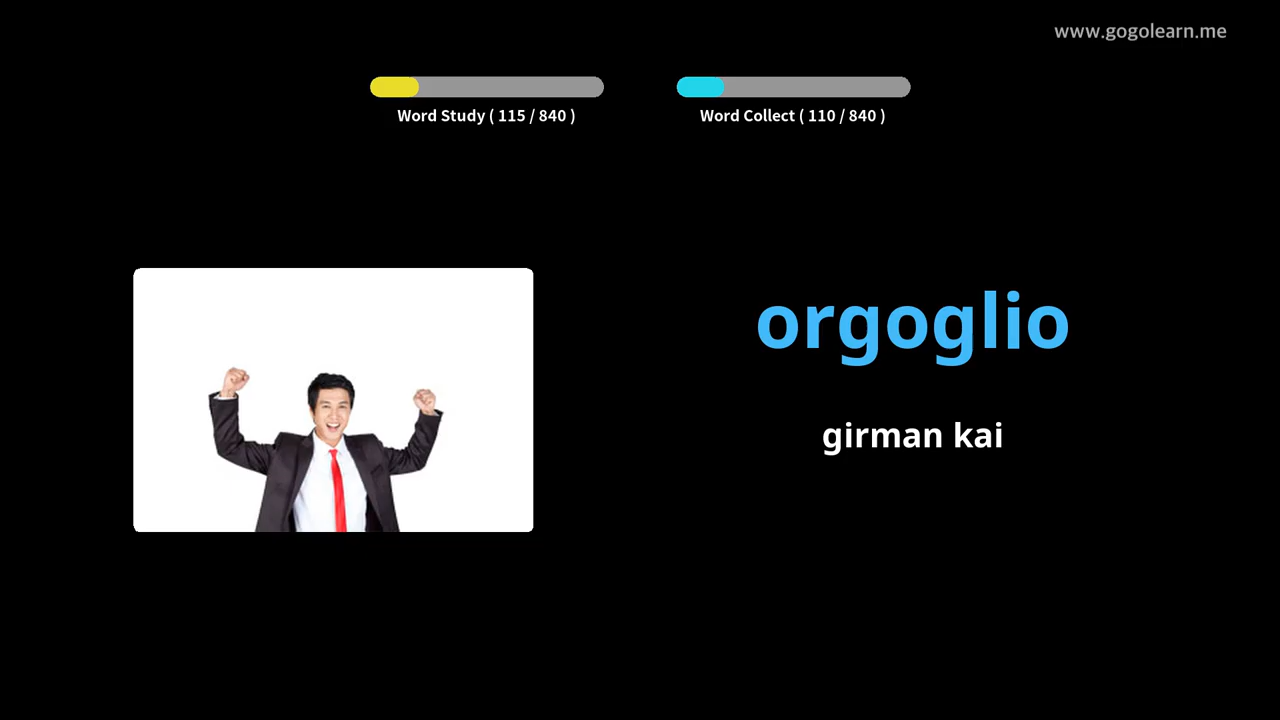 www.gogolearn.me
Word Study ( 115 / 840 )
Word Collect ( 110 / 840 )
orgoglio
girman kai